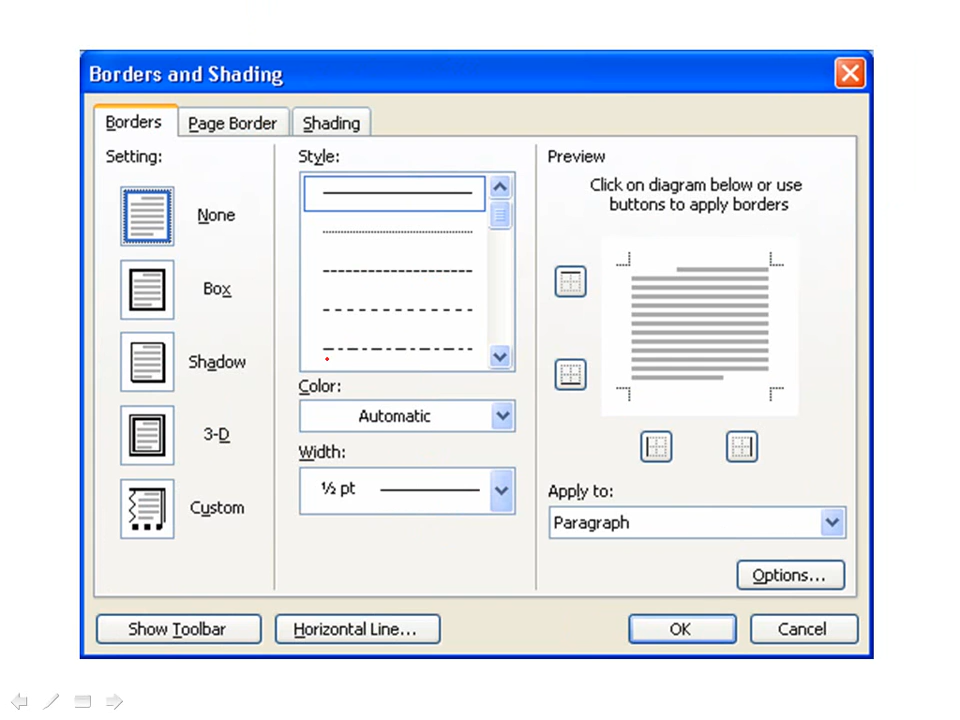 Borders and Shading
Borders
Page Border
Shading
Setting:
None
Box
Shadow
3-D
Custom
Style:
Color:
Automatic
Width:
½ pt
Preview
Click on diagram below or use
buttons to apply borders
Apply to:
Paragraph
Options...
Show Toolbar
Horizontal Line...
OK
Cancel